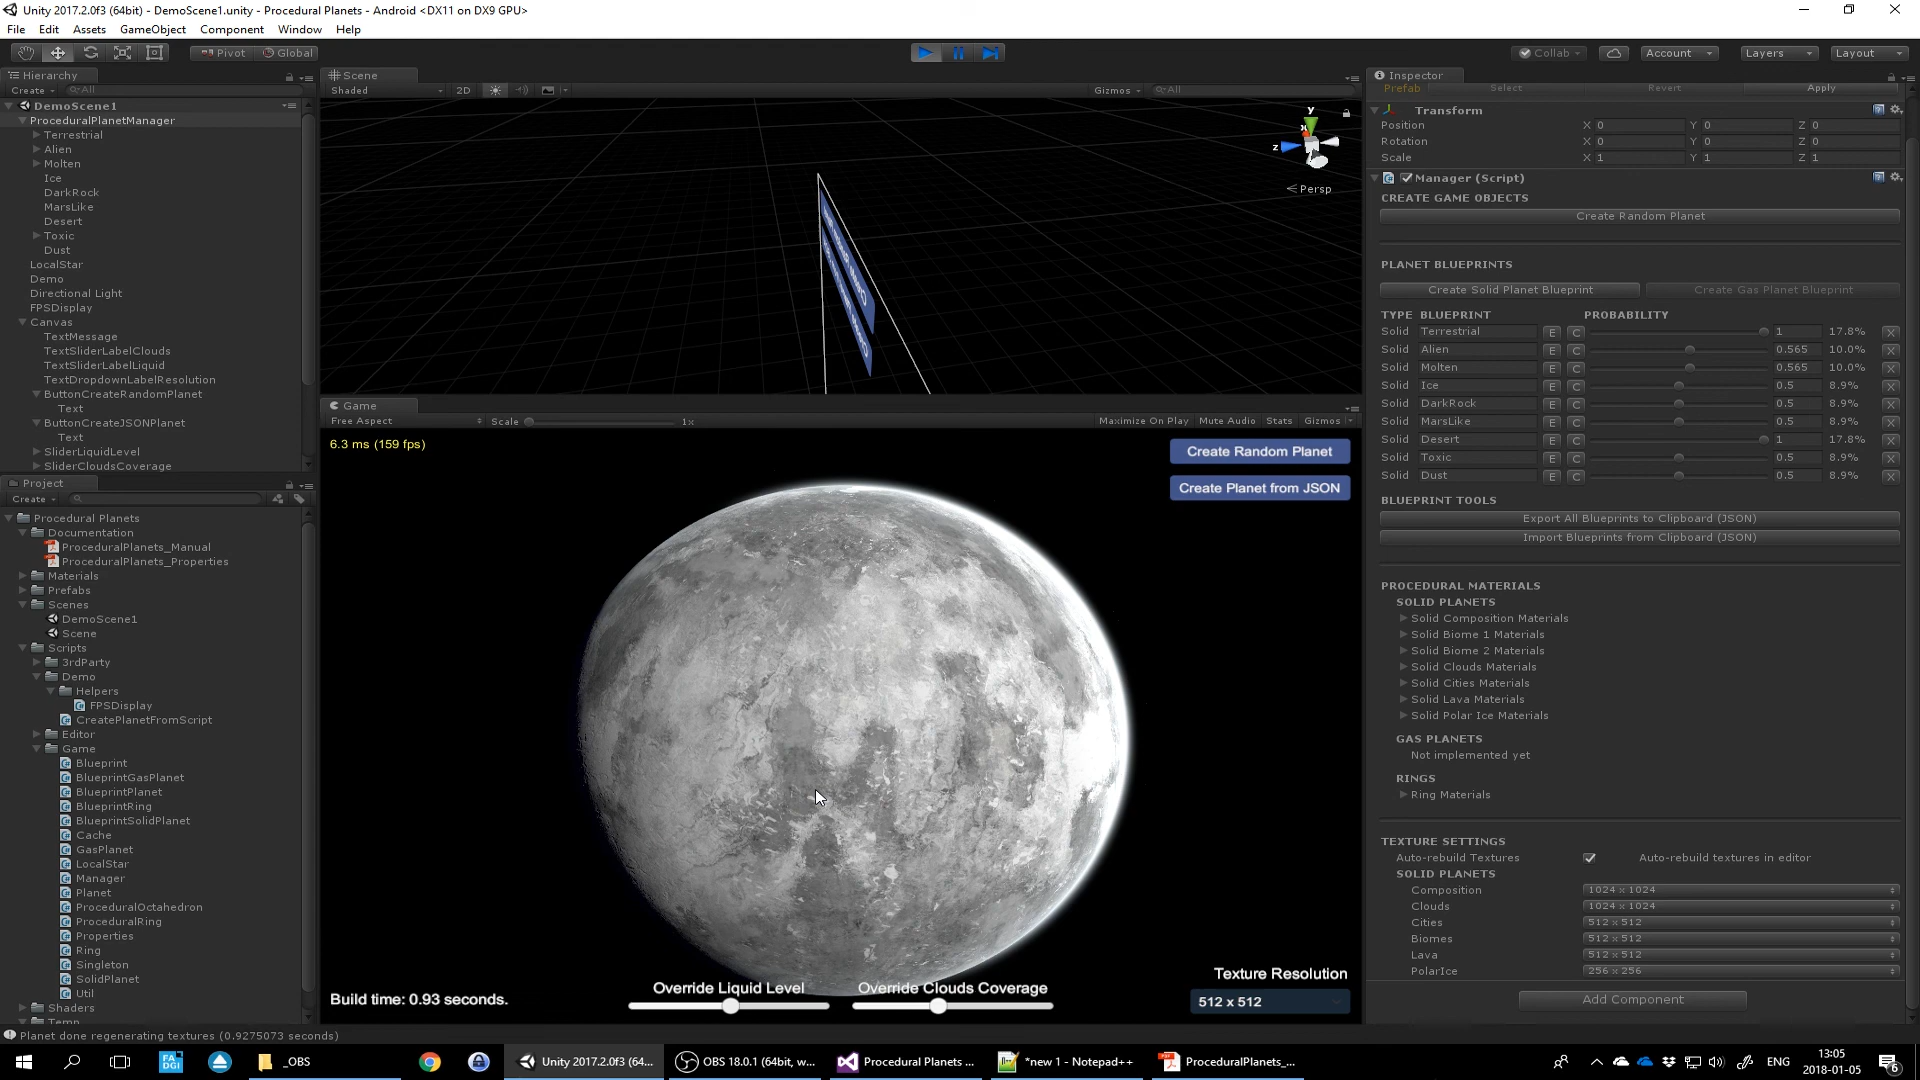 Unity 2017.2.0f3 (64bit) - DemoScene1.unity - Procedural Planets - Android <DX11 on DX9 GPU>
File Edit Assets GameObject Component Window Help
Pivot Global Collab Account Layers Layout
Hierarchy
Create All
DemoScene1
ProceduralPlanetManager
Terrestrial
Alien
Molten
Ice
DarkRock
MarsLike
Desert
Toxic
Dust
LocalStar
Demo
Directional Light
FPSDisplay
Canvas
TextMessage
TextSliderLabelClouds
TextSliderLabelLiquid
TextDropdownLabelResolution
ButtonCreateRandomPlanet
Text
ButtonCreateJSONPlanet
Text
SliderLiquidLevel
SliderCloudsCoverage
Project
Create
Procedural Planets
Documentation
ProceduralPlanets_Manual
ProceduralPlanets_Properties
Materials
Prefabs
Scenes
DemoScene1
Scene
Scripts
3rdParty
Demo
Helpers
FPSDisplay
CreatePlanetFromScript
Editor
Game
Blueprint
BlueprintGasPlanet
BlueprintPlanet
BlueprintRing
BlueprintSolidPlanet
Cache
GasPlanet
LocalStar
Manager
Planet
ProceduralOctahedron
ProceduralRing
Properties
Ring
Singleton
SolidPlanet
Util
Shaders
Temp
Scene
Shaded 2D Gizmos All
y
x
z
Persp
Game
Free Aspect Scale 1x Maximize On Play Mute Audio Stats Gizmos
6.3 ms (159 fps)
Create Random Planet
Create Planet from JSON
Texture Resolution
512 x 512
Override Liquid Level Override Clouds Coverage
Build time: 0.93 seconds.
Inspector
Prefab Select Revert Apply
Transform
Position X 0 Y 0 Z 0
Rotation X 0 Y 0 Z 0
Scale X 1 Y 1 Z 1
Manager (Script)
CREATE GAME OBJECTS
Create Random Planet
PLANET BLUEPRINTS
Create Solid Planet Blueprint Create Gas Planet Blueprint
TYPE BLUEPRINT PROBABILITY
Solid Terrestrial E C 1 17.8% X
Solid Alien E C 0.565 10.0% X
Solid Molten E C 0.565 10.0% X
Solid Ice E C 0.5 8.9% X
Solid DarkRock E C 0.5 8.9% X
Solid MarsLike E C 0.5 8.9% X
Solid Desert E C 1 17.8% X
Solid Toxic E C 0.5 8.9% X
Solid Dust E C 0.5 8.9% X
BLUEPRINT TOOLS
Export All Blueprints to Clipboard (JSON)
Import Blueprints from Clipboard (JSON)
PROCEDURAL MATERIALS
SOLID PLANETS
Solid Composition Materials
Solid Biome 1 Materials
Solid Biome 2 Materials
Solid Clouds Materials
Solid Cities Materials
Solid Lava Materials
Solid Polar Ice Materials
GAS PLANETS
Not implemented yet
RINGS
Ring Materials
TEXTURE SETTINGS
Auto-rebuild Textures Auto-rebuild textures in editor
SOLID PLANETS
Composition 1024 x 1024
Clouds 1024 x 1024
Cities 512 x 512
Biomes 512 x 512
Lava 512 x 512
PolarIce 256 x 256
Add Component
Planet done regenerating textures (0.9275073 seconds)
FA DGI _OBS Unity 2017.2.0f3 (64... OBS 18.0.1 (64bit, w... Procedural Planets ... *new 1 - Notepad++ ProceduralPlanets_... ENG 13:05
2018-01-05 6